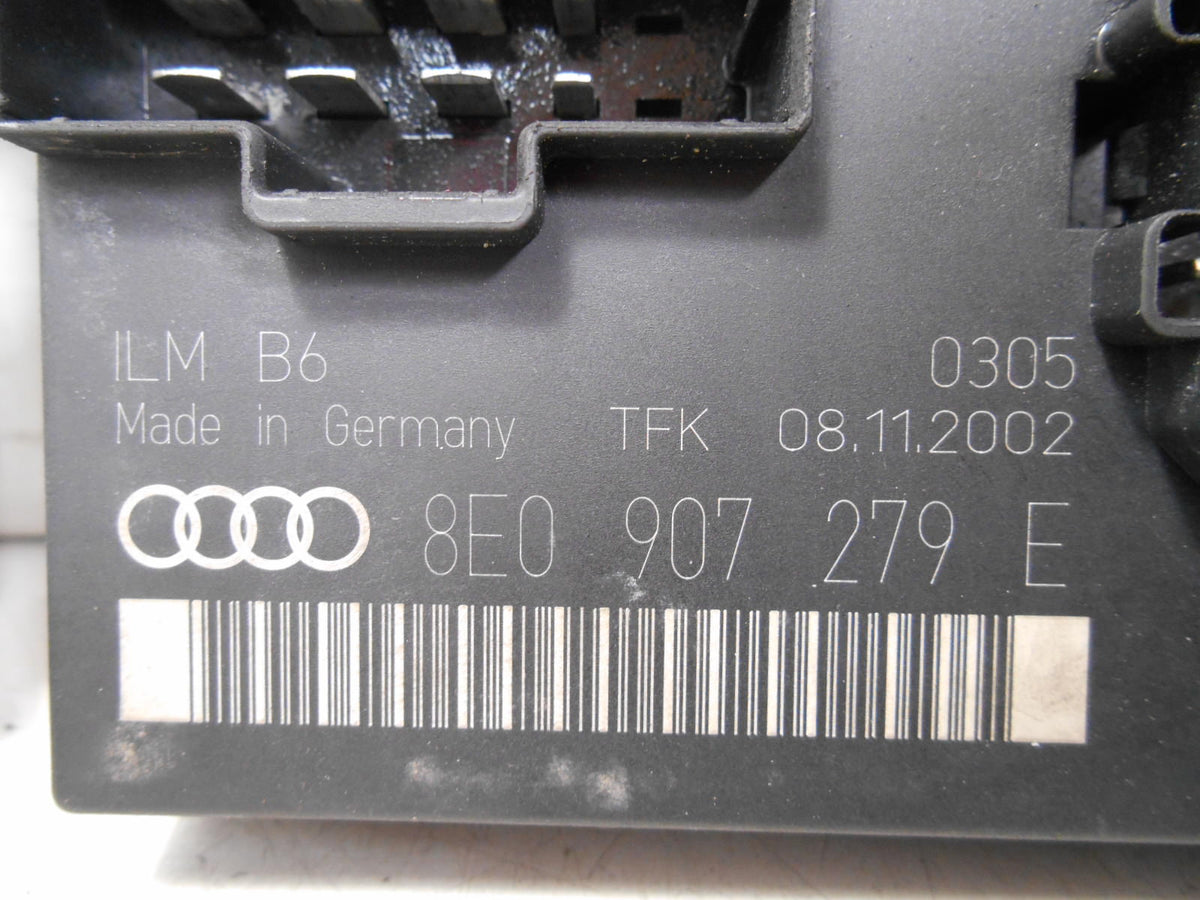 ILM B6 0305
Made in Germany TFK 08.11.2002
8E0 907 279 E